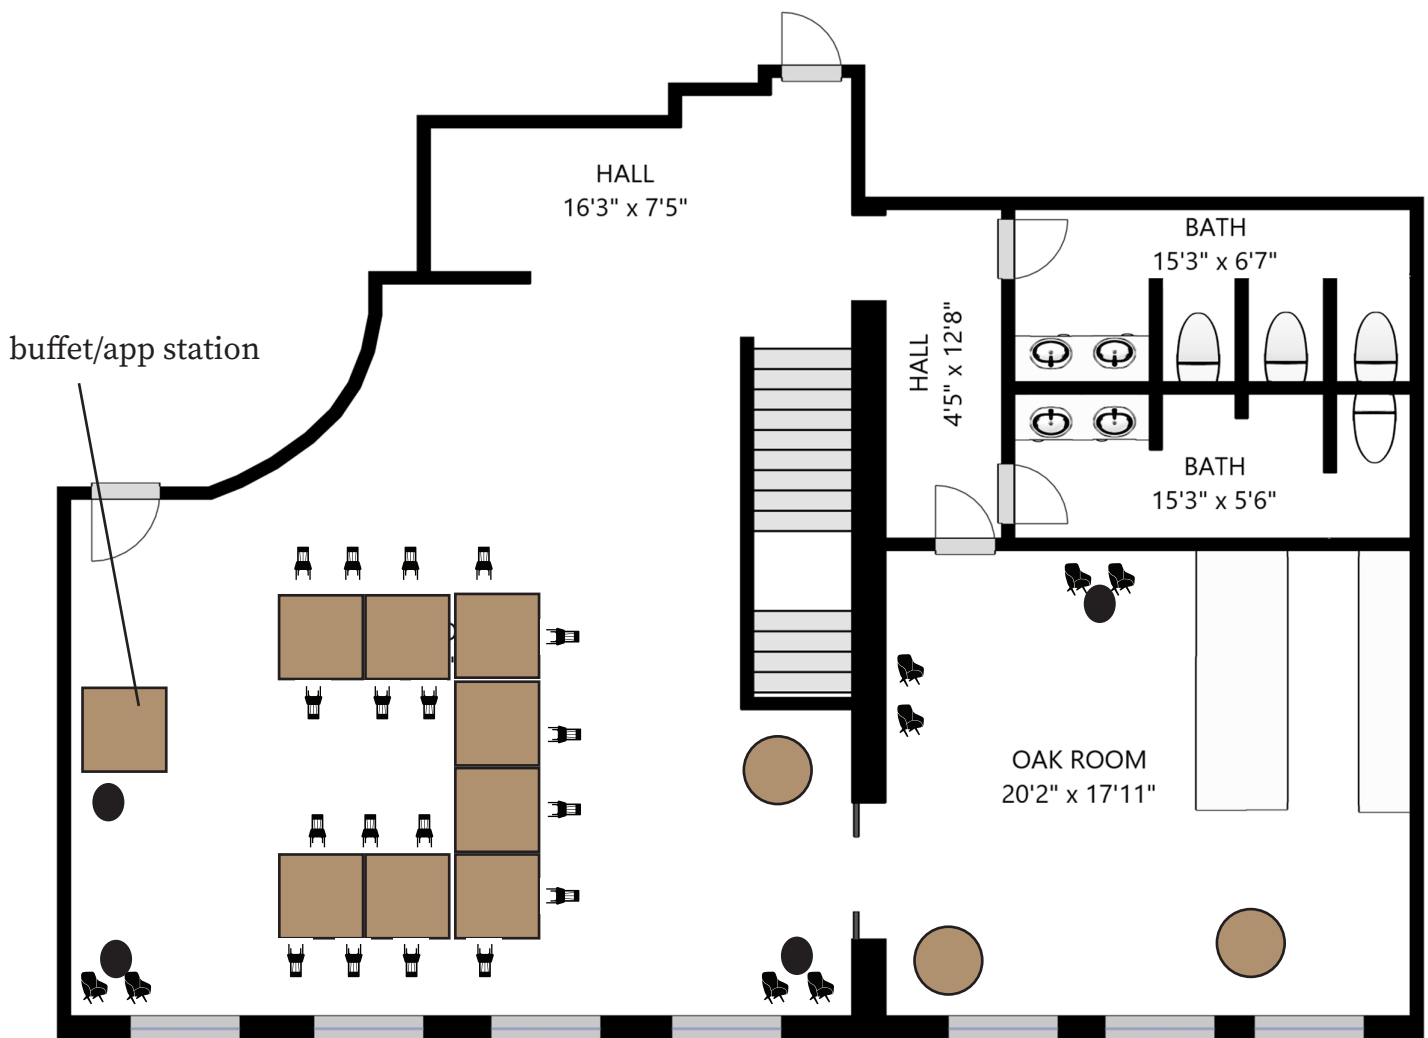 HALL
16'3" x 7'5"
BATH
15'3" x 6'7"
buffet/app station
HALL
4'5" x 12'8"
BATH
15'3" x 5'6"
OAK ROOM
20'2" x 17'11"